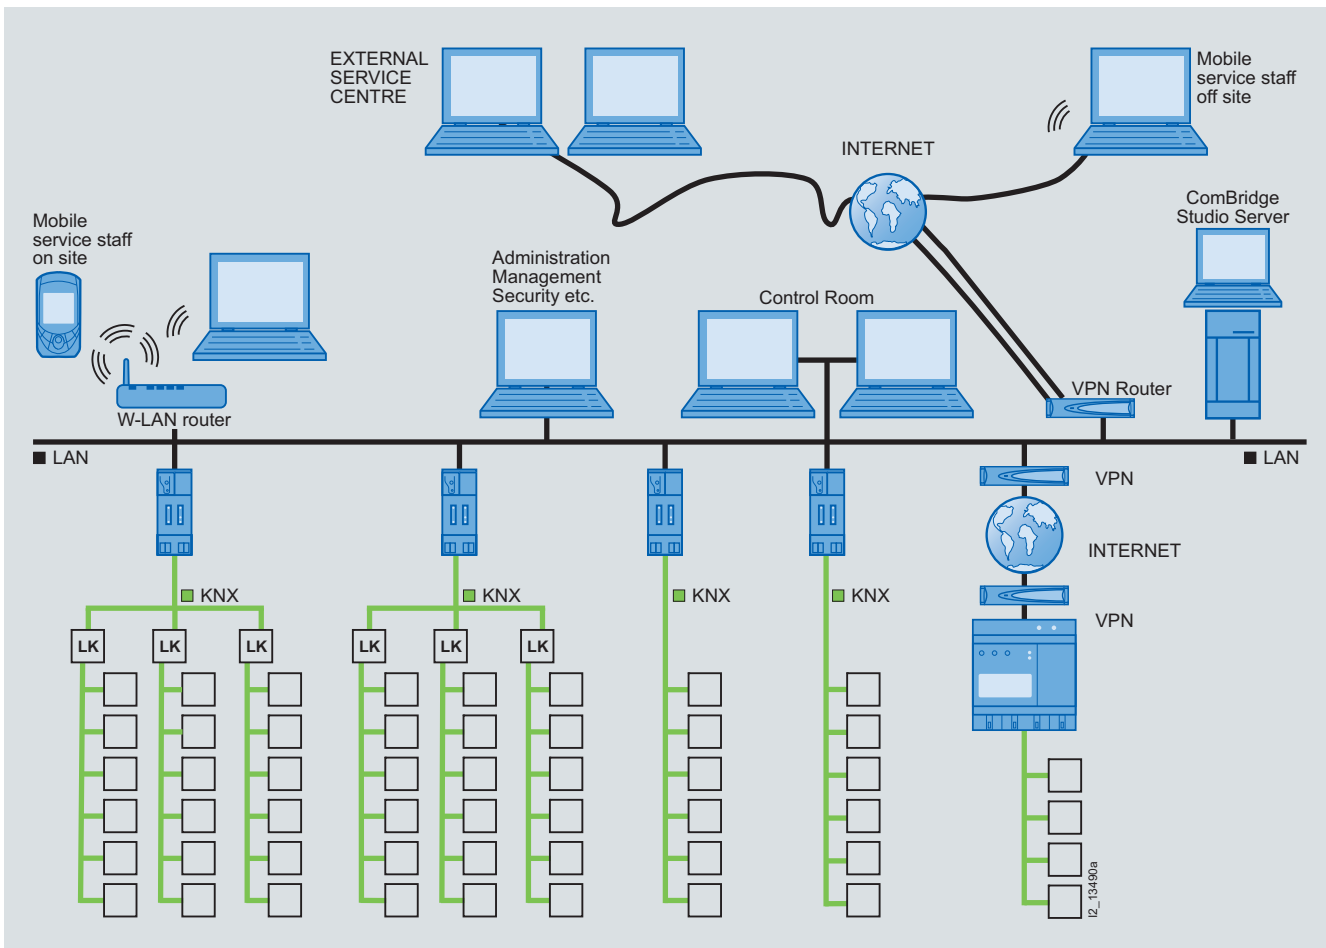 EXTERNAL
SERVICE
CENTRE
Mobile
service staff
off site
INTERNET
ComBridge
Studio Server
Mobile
service staff
on site
Administration
Management
Security etc.
Control Room
VPN Router
W-LAN router
LAN
LAN
VPN
INTERNET
KNX
KNX
KNX
KNX
VPN
LK
LK
LK
LK
LK
LK
I2_13490a